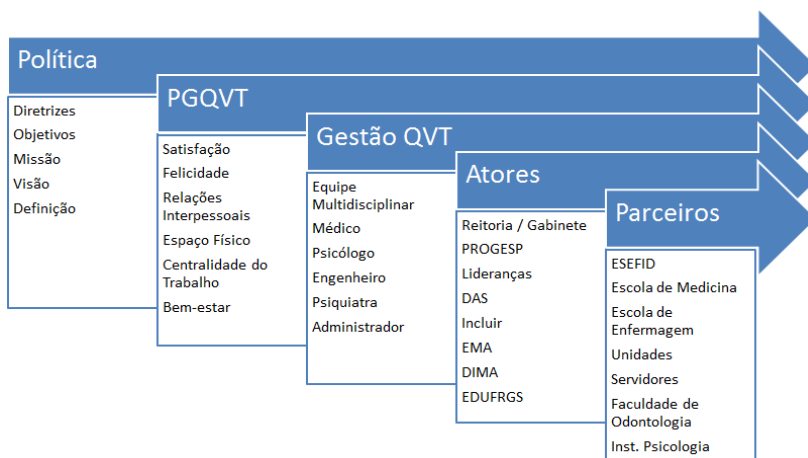 Política
Diretrizes
Objetivos
Missão
Visão
Definição
PGQVT
Satisfação
Felicidade
Relações
Interpessoais
Espaço Físico
Centralidade do
Trabalho
Bem-estar
Gestão QVT
Equipe
Multidisciplinar
Médico
Psicólogo
Engenheiro
Psiquiatra
Administrador
Atores
Reitoria / Gabinete
PROGESP
Lideranças
DAS
Incluir
EMA
DIMA
EDUFRGS
Parceiros
ESEFID
Escola de Medicina
Escola de
Enfermagem
Unidades
Servidores
Faculdade de
Odontologia
Inst. Psicologia